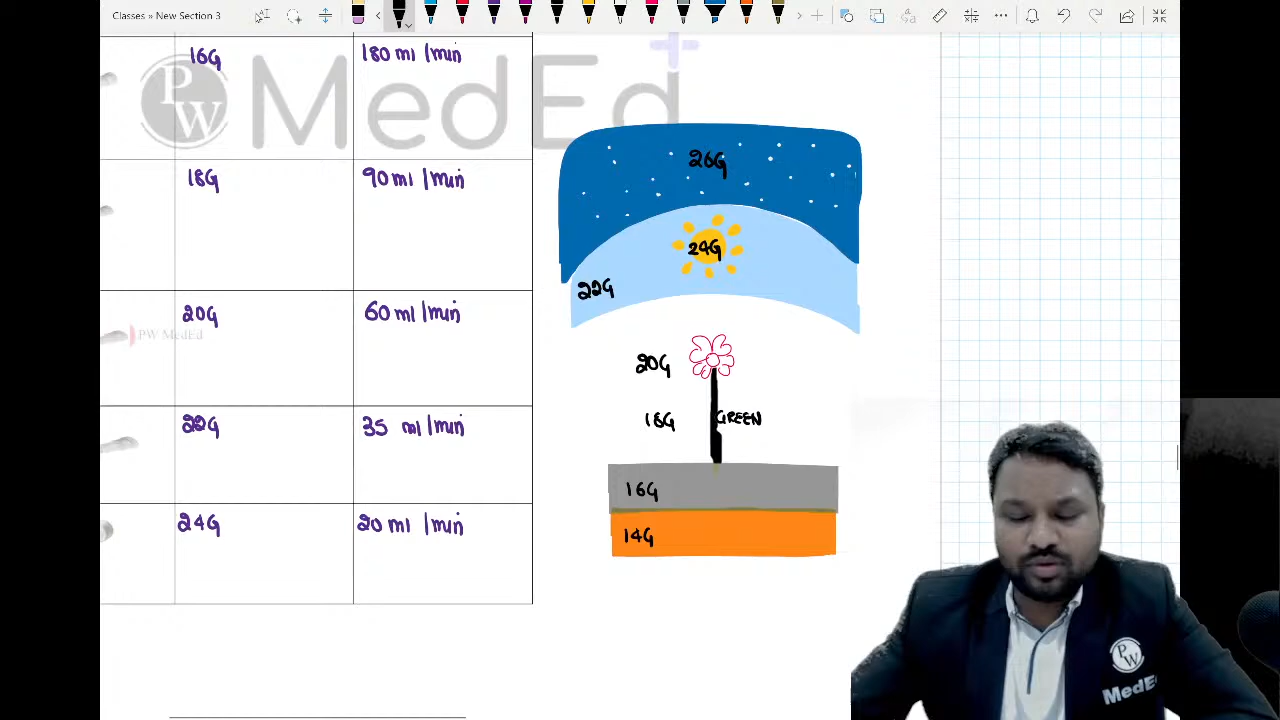 Classes » New Section 3
16G 180 ml /min
PW MedEd
18G 90 ml /min
20G 60 ml /min
PW MedEd
22G 35 ml /min
24G 20 ml /min
26G
24G
22G
20G
18G GREEN
16G
14G
PW
MedEd